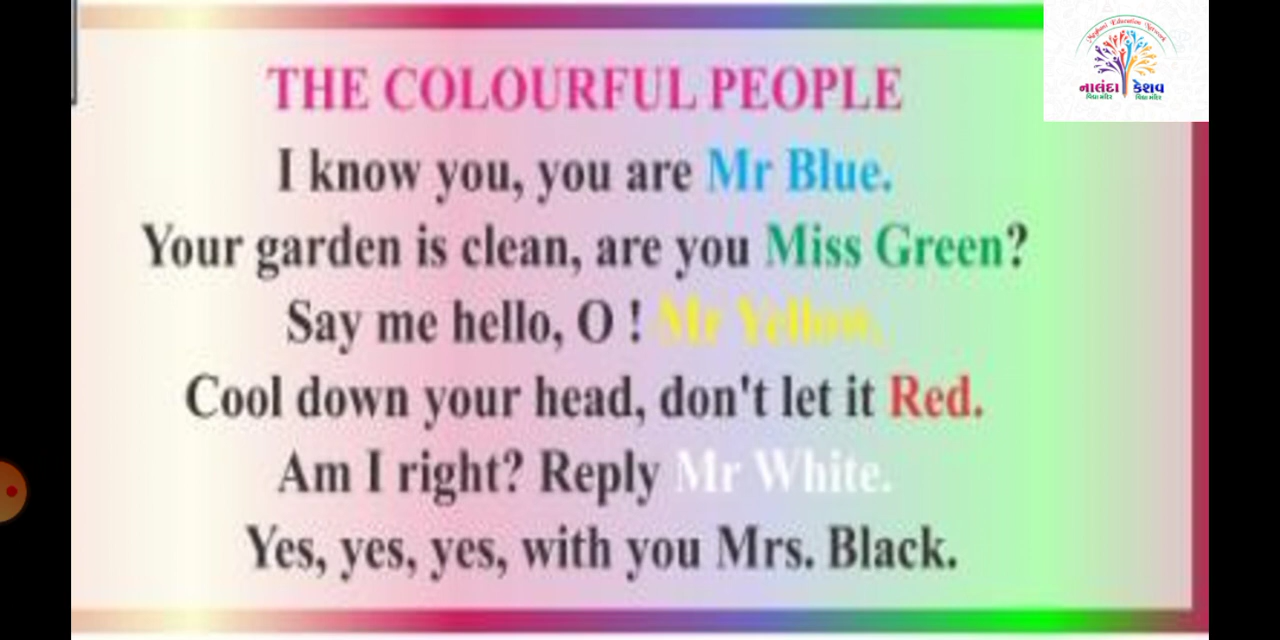 THE COLOURFUL PEOPLE
I know you, you are Mr Blue.
Your garden is clean, are you Miss Green?
Say me hello, O ! Mr Yellow.
Cool down your head, don't let it Red.
Am I right? Reply Mr White.
Yes, yes, yes, with you Mrs. Black.
Education Network
નાલંદા કેશવ
વિદ્યા મંદિર વિદ્યા મંદિર